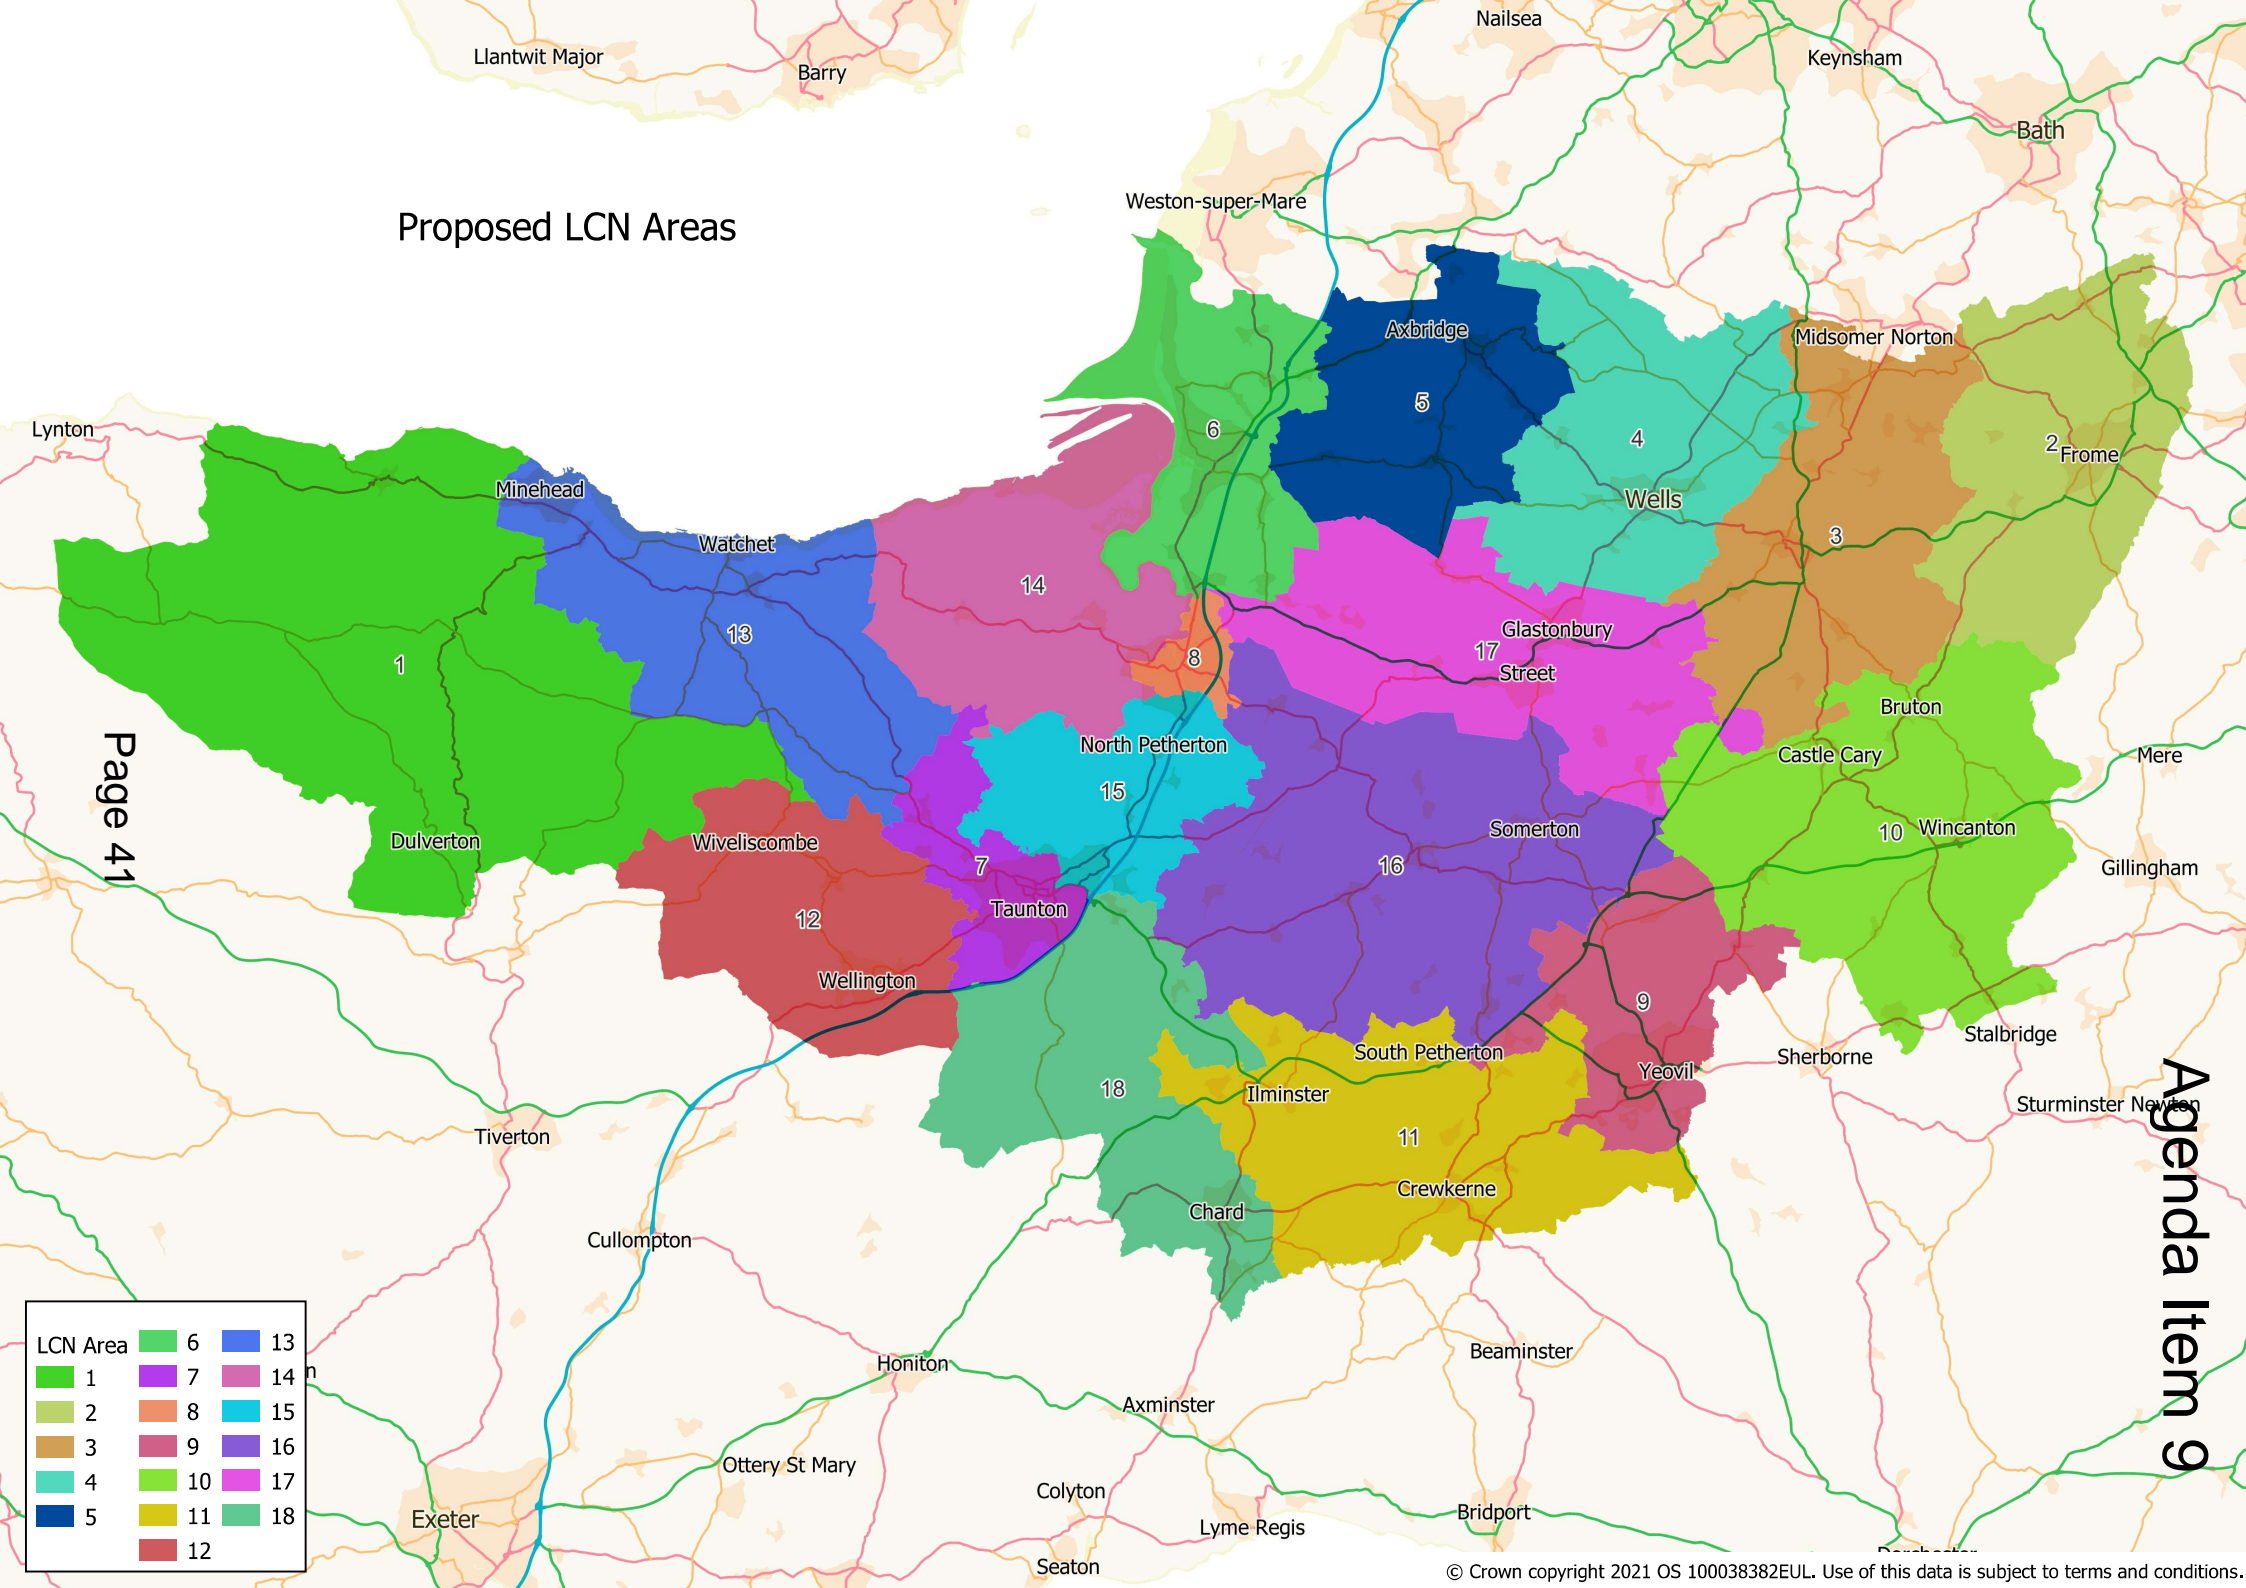 Nailsea
Llantwit Major
Keynsham
Barry
Bath
Weston-super-Mare
Proposed LCN Areas
Axbridge
Midsomer Norton
5
Lynton
6
4
2
Frome
Minehead
Wells
3
Watchet
14
13
Glastonbury
17
8
1
Street
Bruton
North Petherton
Castle Cary
Mere
Page 41
15
Somerton
10
Wincanton
Dulverton
Wiveliscombe
7
16
Gillingham
Taunton
12
Wellington
9
Stalbridge
South Petherton
Sherborne
Yeovil
18
Ilminster
Sturminster Newton
Agenda Item 9
Tiverton
11
Crewkerne
Chard
Cullompton
Beaminster
Honiton
Axminster
Ottery St Mary
Colyton
Bridport
Exeter
Lyme Regis
Seaton
LCN Area
1
2
3
4
5
6
7
8
9
10
11
12
13
14
15
16
17
18
n
© Crown copyright 2021 OS 100038382EUL. Use of this data is subject to terms and conditions.